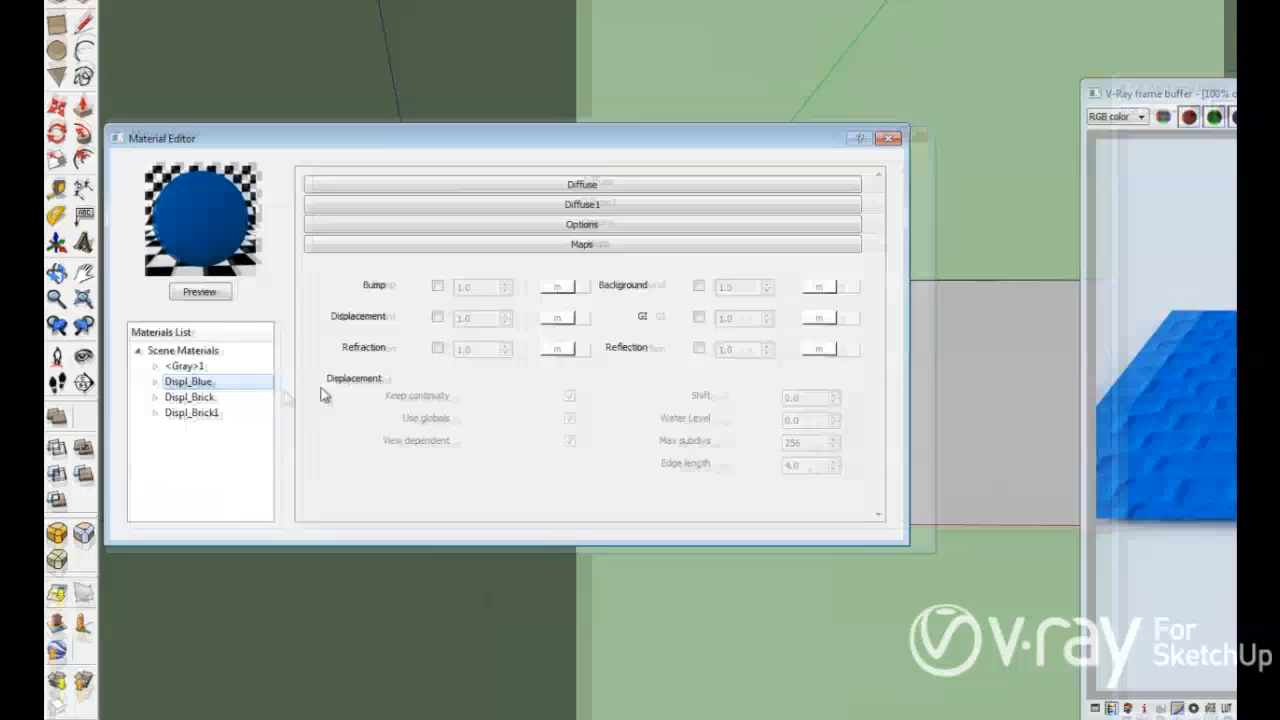 V-Ray frame buffer - [100% o
RGB color
Material Editor
Diffuse
Diffuse1
Options
Maps
Preview
Bump 1.0 m Background 1.0 m
Displacement 1.0 m GI 1.0 m
Refraction 1.0 m Reflection 1.0 m
Materials List
Scene Materials
<Gray>1
Displ_Blue
Displ_Brick
Displ_Brick1
Displacement
Keep continuity Shift 0.0
Use globals Water Level 0.0
View dependent Max subdivs 256
Edge length 4.0
ABC
v·ray For
SketchUp
LUT